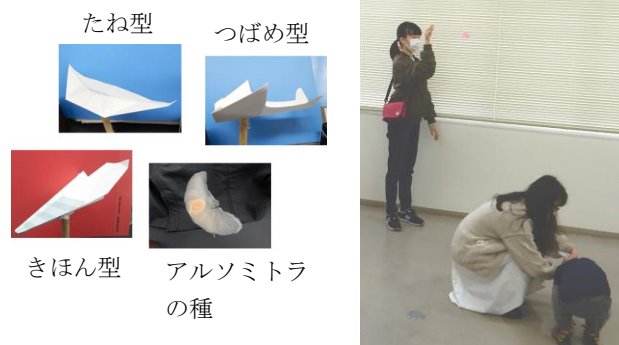 たね型
つばめ型
きほん型
アルソミトラ
の種